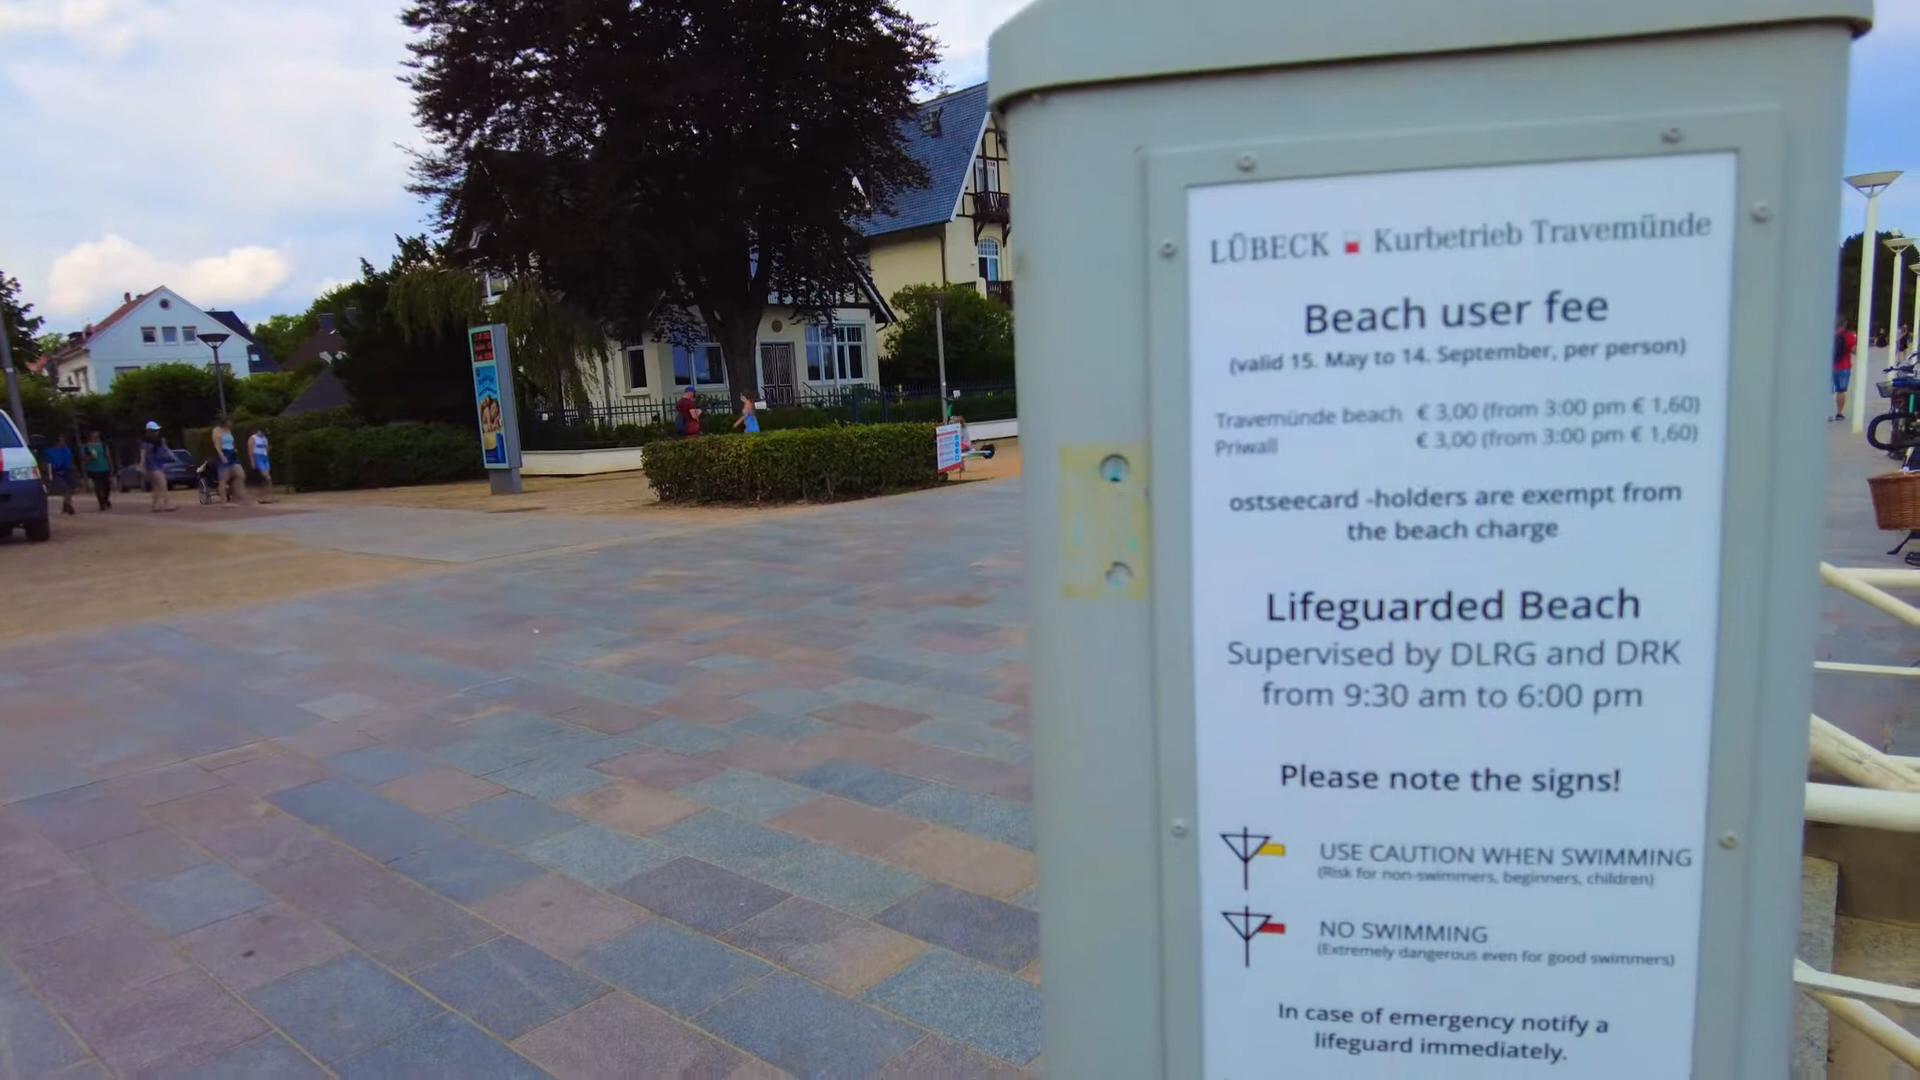 LÜBECK Kurbetrieb Travemünde
Beach user fee
(valid 15. May to 14. September, per person)
Travemünde beach € 3,00 (from 3:00 pm € 1,60)
Priwall € 3,00 (from 3:00 pm € 1,60)
ostseecard -holders are exempt from
the beach charge
Lifeguarded Beach
Supervised by DLRG and DRK
from 9:30 am to 6:00 pm
Please note the signs!
USE CAUTION WHEN SWIMMING
(Risk for non-swimmers, beginners, children)
NO SWIMMING
(Extremely dangerous even for good swimmers)
In case of emergency notify a
lifeguard immediately.